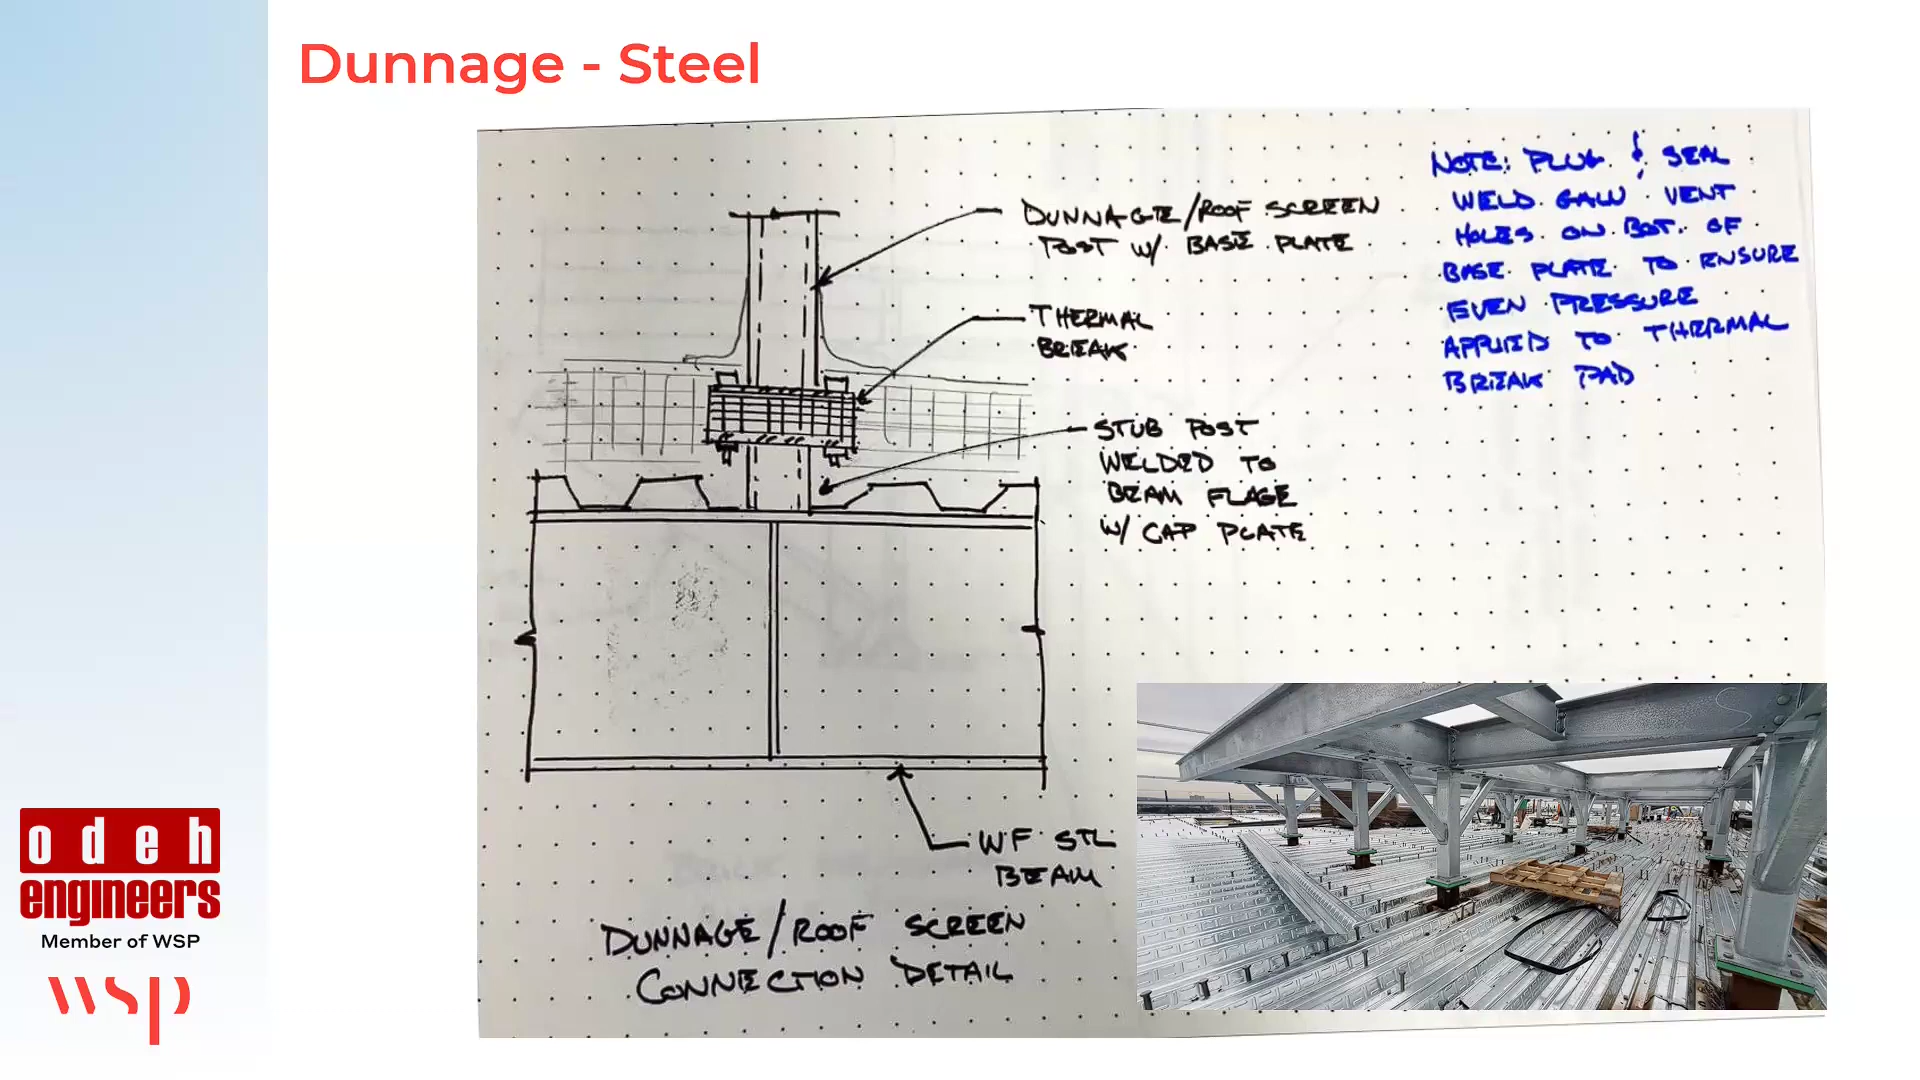 Dunnage - Steel
NOTE: PLUG & SEAL
WELD GALV VENT
HOLES ON BOT. OF
BASE PLATE TO ENSURE
EVEN PRESSURE
APPLIED TO THERMAL
BREAK PAD
DUNNAGE/ROOF SCREEN
POST W/ BASE PLATE
THERMAL
BREAK
STUB POST
WELDED TO
BEAM FLAGE
W/ CAP PLATE
WF STL
BEAM
DUNNAGE/ROOF SCREEN
CONNECTION DETAIL
odeh
engineers
Member of WSP
wsp